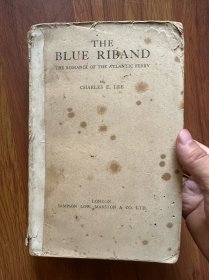 THE
BLUE RIBAND
THE ROMANCE OF THE ATLANTIC FERRY
BY
CHARLES E. LEE
LONDON
SAMPSON LOW, MARSTON & CO. LTD.